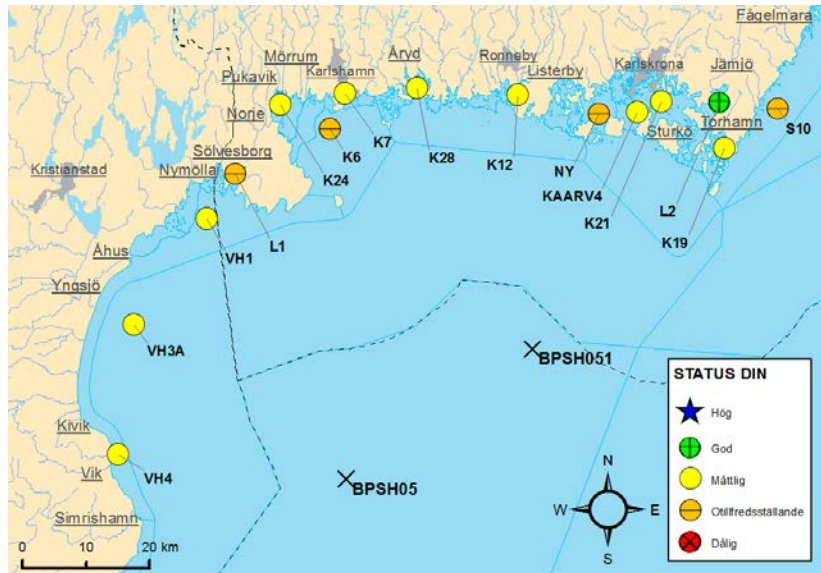 Fågelmara
Åryd
Ronneby
Mörrum
Karlshamn
Karlskrona
Jämjö
Pukavik
Listerby
Norje
Torhamn
Sturkö
S10
Sölvesborg
K7
K6
K28
K12
NY
Kristianstad
Nymölla
K24
KAARV4
L2
K21
K19
L1
VH1
Åhus
Yngsjö
VH3A
BPSH051
STATUS DIN
Hög
God
Måttlig
Otillfredsställande
Dålig
Kivik
Vik
VH4
BPSH05
N
W
E
S
Simrishamn
0 10 20 km